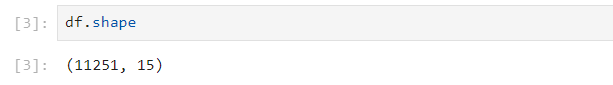 [3]: df.shape
[3]: (11251, 15)